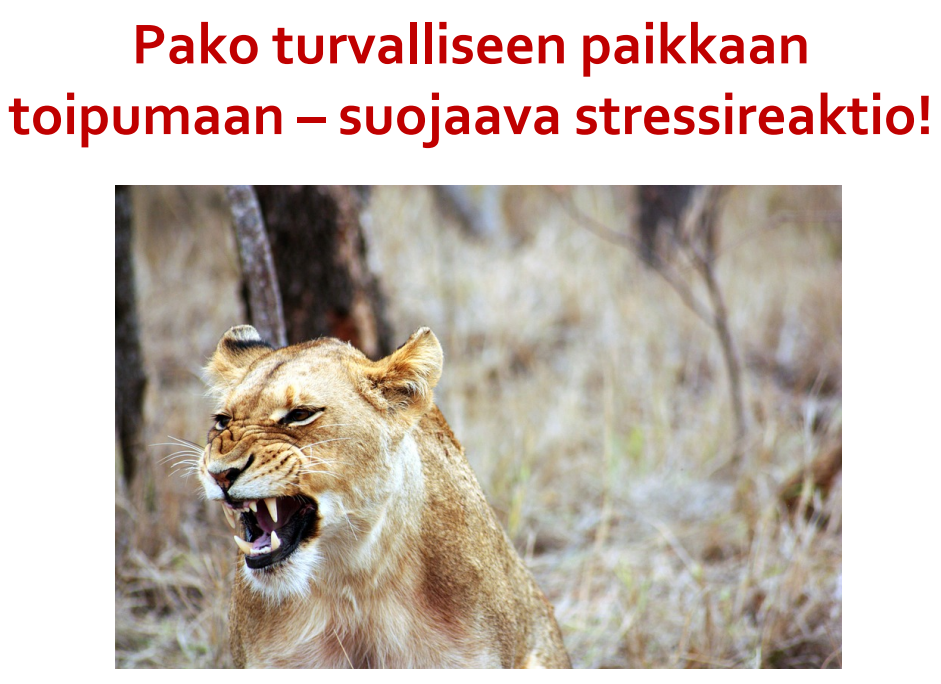 Pako turvalliseen paikkaan
toipumaan – suojaava stressireaktio!